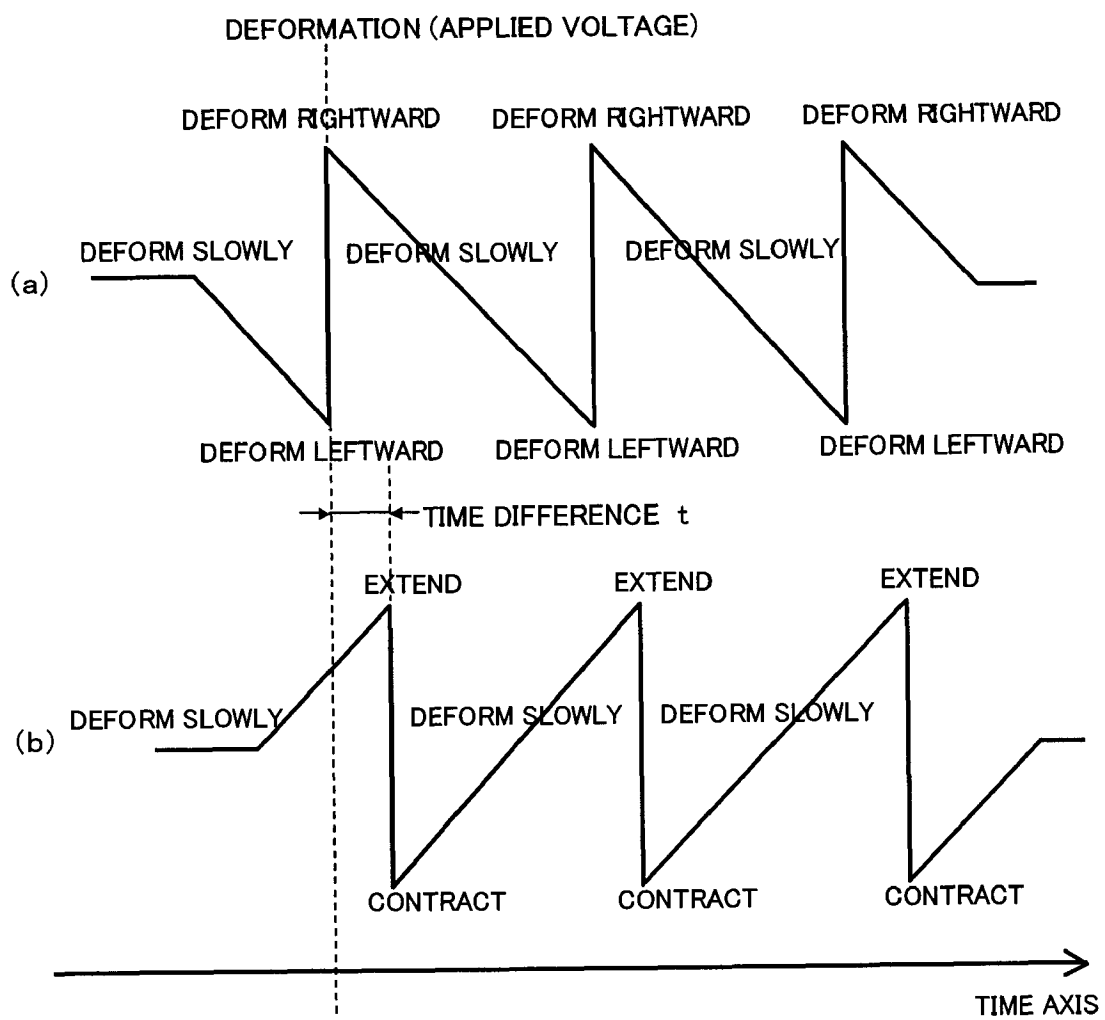 DEFORMATION (APPLIED VOLTAGE)
DEFORM RIGHTWARD DEFORM RIGHTWARD DEFORM RIGHTWARD
DEFORM SLOWLY DEFORM SLOWLY DEFORM SLOWLY
(a)
DEFORM LEFTWARD DEFORM LEFTWARD DEFORM LEFTWARD
TIME DIFFERENCE t
EXTEND EXTEND EXTEND
DEFORM SLOWLY DEFORM SLOWLY DEFORM SLOWLY
(b)
CONTRACT CONTRACT CONTRACT
TIME AXIS